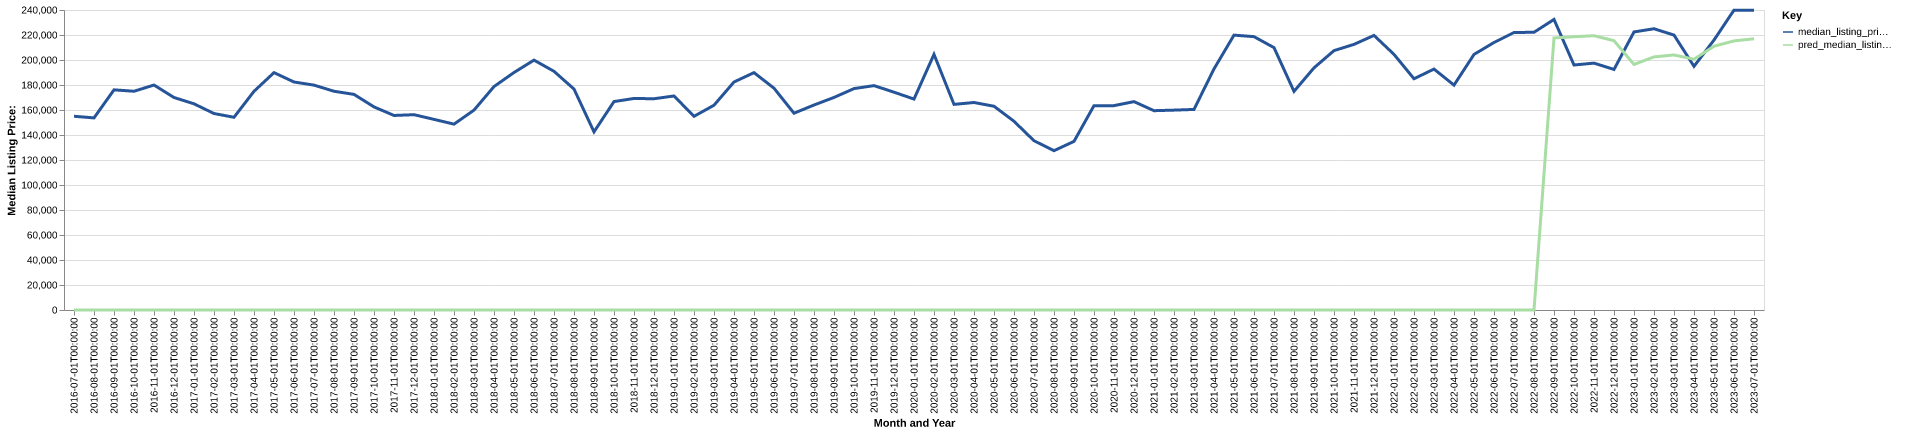 240,000
220,000
200,000
180,000
160,000
140,000
120,000
100,000
80,000
60,000
40,000
20,000
0
Median Listing Price:
2016-07-01T00:00:00
2016-08-01T00:00:00
2016-09-01T00:00:00
2016-10-01T00:00:00
2016-11-01T00:00:00
2016-12-01T00:00:00
2017-01-01T00:00:00
2017-02-01T00:00:00
2017-03-01T00:00:00
2017-04-01T00:00:00
2017-05-01T00:00:00
2017-06-01T00:00:00
2017-07-01T00:00:00
2017-08-01T00:00:00
2017-09-01T00:00:00
2017-10-01T00:00:00
2017-11-01T00:00:00
2017-12-01T00:00:00
2018-01-01T00:00:00
2018-02-01T00:00:00
2018-03-01T00:00:00
2018-04-01T00:00:00
2018-05-01T00:00:00
2018-06-01T00:00:00
2018-07-01T00:00:00
2018-08-01T00:00:00
2018-09-01T00:00:00
2018-10-01T00:00:00
2018-11-01T00:00:00
2018-12-01T00:00:00
2019-01-01T00:00:00
2019-02-01T00:00:00
2019-03-01T00:00:00
2019-04-01T00:00:00
2019-05-01T00:00:00
2019-06-01T00:00:00
2019-07-01T00:00:00
2019-08-01T00:00:00
2019-09-01T00:00:00
2019-10-01T00:00:00
2019-11-01T00:00:00
2019-12-01T00:00:00
2020-01-01T00:00:00
2020-02-01T00:00:00
2020-03-01T00:00:00
2020-04-01T00:00:00
2020-05-01T00:00:00
2020-06-01T00:00:00
2020-07-01T00:00:00
2020-08-01T00:00:00
2020-09-01T00:00:00
2020-10-01T00:00:00
2020-11-01T00:00:00
2020-12-01T00:00:00
2021-01-01T00:00:00
2021-02-01T00:00:00
2021-03-01T00:00:00
2021-04-01T00:00:00
2021-05-01T00:00:00
2021-06-01T00:00:00
2021-07-01T00:00:00
2021-08-01T00:00:00
2021-09-01T00:00:00
2021-10-01T00:00:00
2021-11-01T00:00:00
2021-12-01T00:00:00
2022-01-01T00:00:00
2022-02-01T00:00:00
2022-03-01T00:00:00
2022-04-01T00:00:00
2022-05-01T00:00:00
2022-06-01T00:00:00
2022-07-01T00:00:00
2022-08-01T00:00:00
2022-09-01T00:00:00
2022-10-01T00:00:00
2022-11-01T00:00:00
2022-12-01T00:00:00
2023-01-01T00:00:00
2023-02-01T00:00:00
2023-03-01T00:00:00
2023-04-01T00:00:00
2023-05-01T00:00:00
2023-06-01T00:00:00
2023-07-01T00:00:00
Month and Year
Key
median_listing_pri…
pred_median_listin…